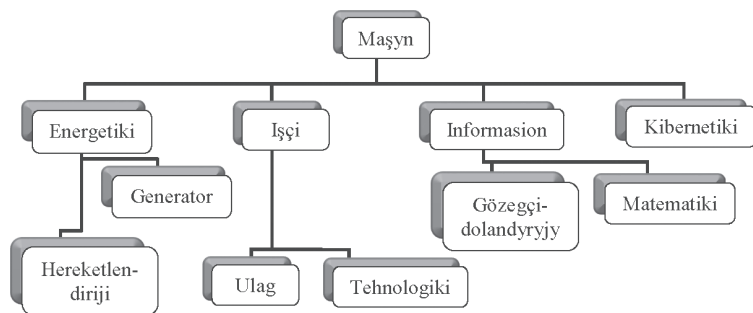 Maşyn
Energetiki
Işçi
Informasion
Kibernetiki
Generator
Gözegçi-
dolandyryjy
Matematiki
Hereketlen-
diriji
Ulag
Tehnologiki